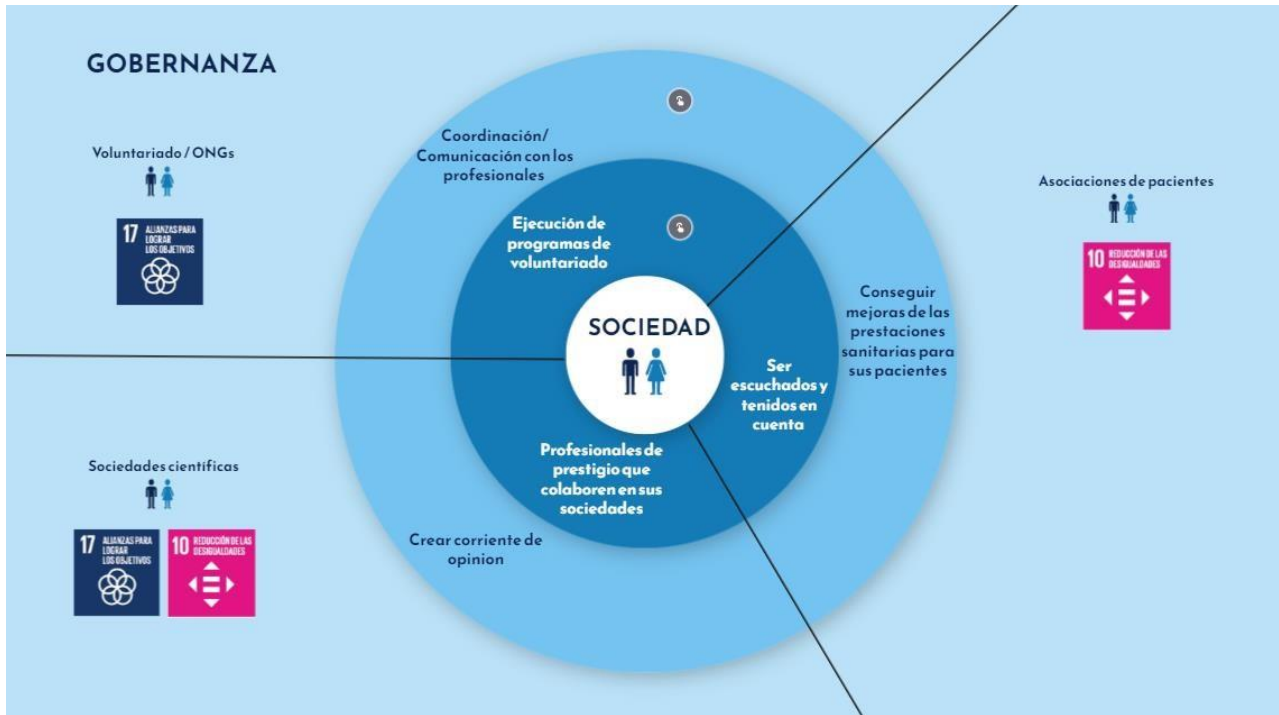 GOBERNANZA
Voluntariado / ONGs
17 ALIANZAS PARA
LOGRAR
LOS OBJETIVOS
Coordinación/
Comunicación con los
profesionales
Ejecución de
programas de
voluntariado
SOCIEDAD
Asociaciones de pacientes
10 REDUCCIÓN DE LAS
DESIGUALDADES
Conseguir
mejoras de las
prestaciones
sanitarias para
sus pacientes
Ser
escuchados y
tenidos en
cuenta
Sociedades científicas
17 ALIANZAS PARA
LOGRAR
LOS OBJETIVOS
10 REDUCCIÓN DE LAS
DESIGUALDADES
Profesionales de
prestigio que
colaboren en sus
sociedades
Crear corriente de
opinion